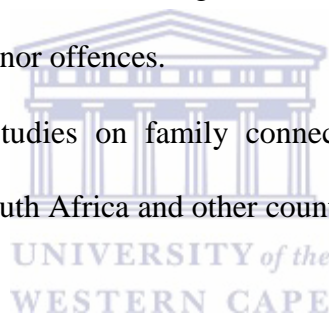 nor offences.
tudies on family connec
uth Africa and other coun
UNIVERSITY of the
WESTERN CAPE